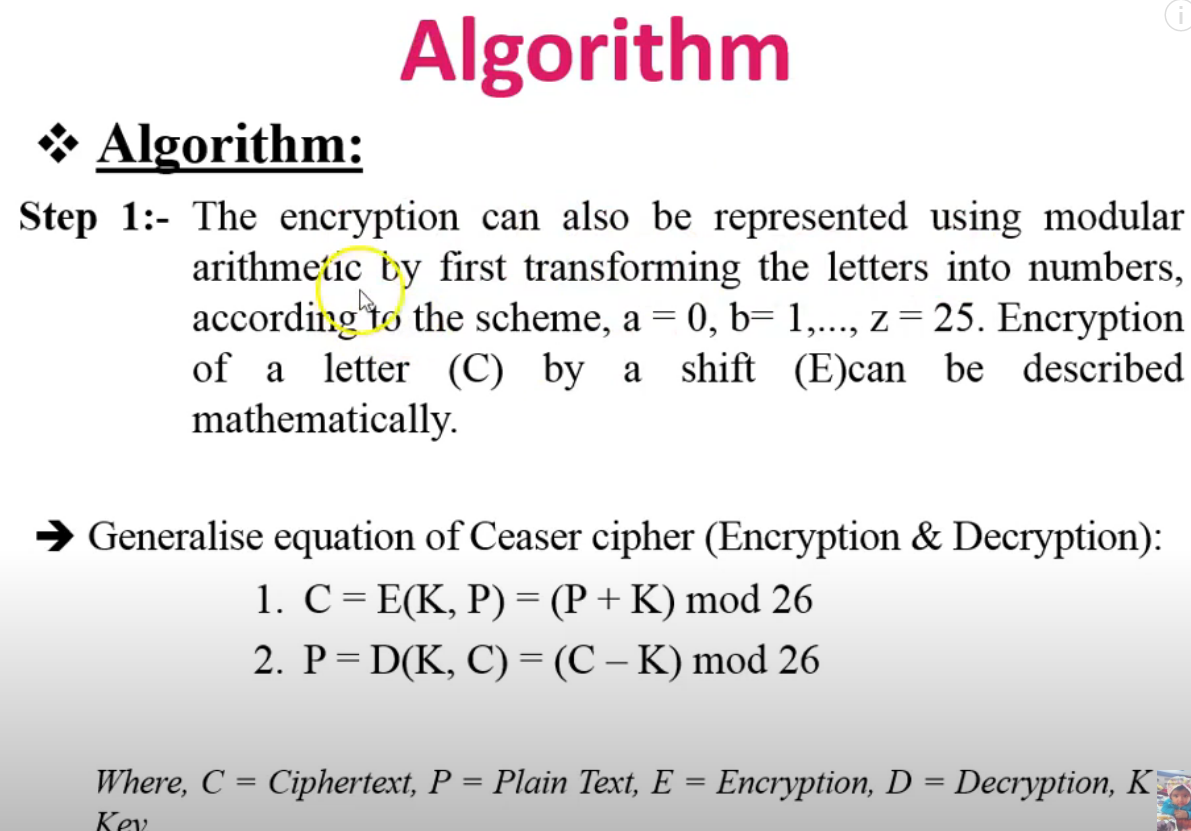 Algorithm
❖ Algorithm:
Step 1:- The encryption can also be represented using modular
arithmetic by first transforming the letters into numbers,
according to the scheme, a = 0, b= 1,..., z = 25. Encryption
of a letter (C) by a shift (E)can be described
mathematically.
➔ Generalise equation of Ceaser cipher (Encryption & Decryption):
1. C = E(K, P) = (P + K) mod 26
2. P = D(K, C) = (C – K) mod 26
Where, C = Ciphertext, P = Plain Text, E = Encryption, D = Decryption, K
Key